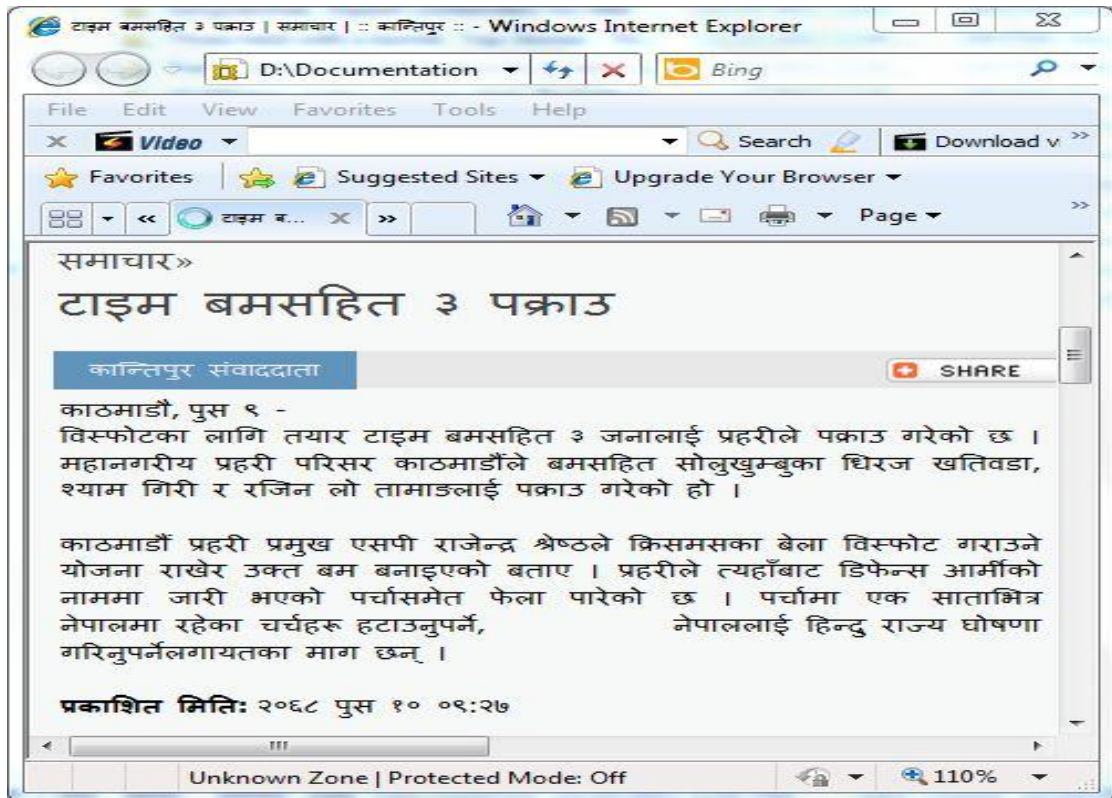 टाइम बमसहित ३ पक्राउ | समाचार | :: कान्तिपुर :: - Windows Internet Explorer
D:\Documentation
Bing
File Edit View Favorites Tools Help
Video Search Download v
Favorites Suggested Sites Upgrade Your Browser
टाइम ब... Page
समाचार»
टाइम बमसहित ३ पक्राउ
कान्तिपुर संवाददाता SHARE
काठमाडौ, पुस ९ -
विस्फोटका लागि तयार टाइम बमसहित ३ जनालाई प्रहरीले पक्राउ गरेको छ ।
महानगरीय प्रहरी परिसर काठमाडौंले बमसहित सोलुखुम्बुका धिरज खतिवडा,
श्याम गिरी र रजिन लो तामाङलाई पक्राउ गरेको हो ।
काठमाडौं प्रहरी प्रमुख एसपी राजेन्द्र श्रेष्ठले क्रिसमसका बेला विस्फोट गराउने
योजना राखेर उक्त बम बनाइएको बताए । प्रहरीले त्यहाँबाट डिफेन्स आर्मीको
नाममा जारी भएको पर्चासमेत फेला पारेको छ । पर्चामा एक साताभित्र
नेपालमा रहेका चर्चहरू हटाउनुपर्ने, नेपाललाई हिन्दु राज्य घोषणा
गरिनुपर्नेलगायतका माग छन् ।
प्रकाशित मिति: २०६८ पुस १० ०९:२७
Unknown Zone | Protected Mode: Off 110%